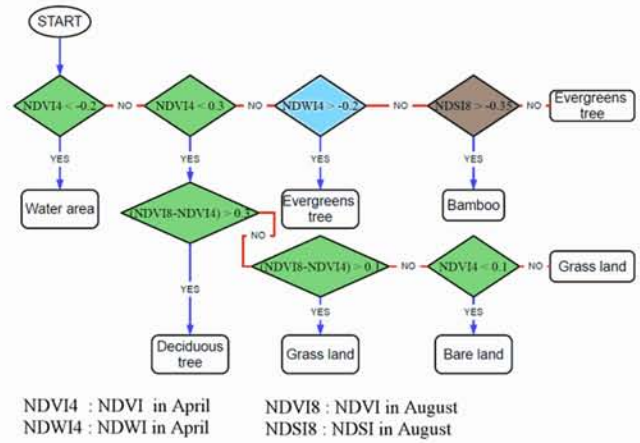 START
NDVI4 < -0.2
NO
NDVI4 < 0.3
NO
NDWI4 > -0.2
NO
NDSI8 > -0.35
NO
Evergreens
tree
YES
YES
YES
YES
Water area
(NDVI8-NDVI4) > 0.3
Evergreens
tree
Bamboo
NO
(NDVI8-NDVI4) > 0.1
NO
NDVI4 < 0.1
NO
Grass land
YES
YES
YES
Deciduous
tree
Grass land
Bare land
NDVI4 : NDVI in April
NDVI8 : NDVI in August
NDWI4 : NDWI in April
NDSI8 : NDSI in August